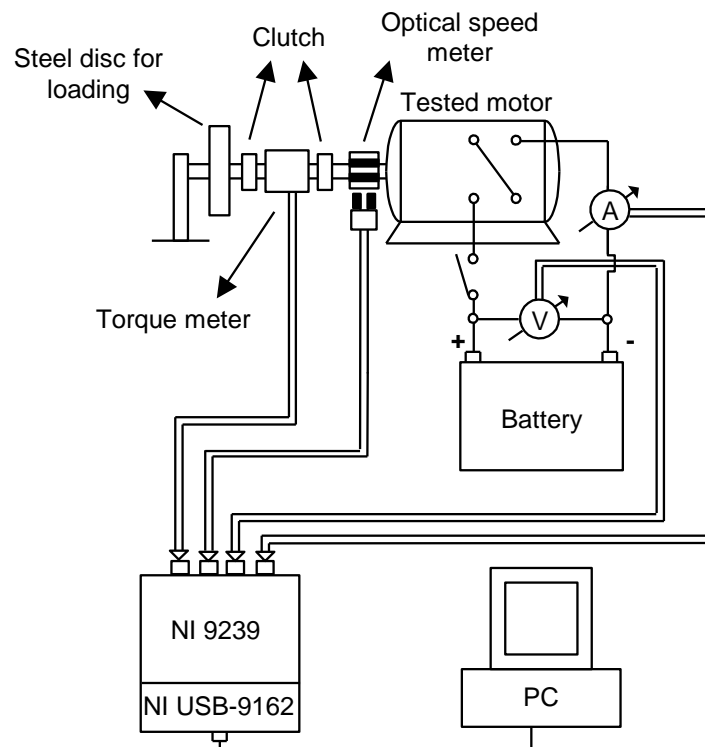 Optical speed
meter
Clutch
Steel disc for
loading
Tested motor
A
Torque meter
V
+
-
Battery
NI 9239
NI USB-9162
PC